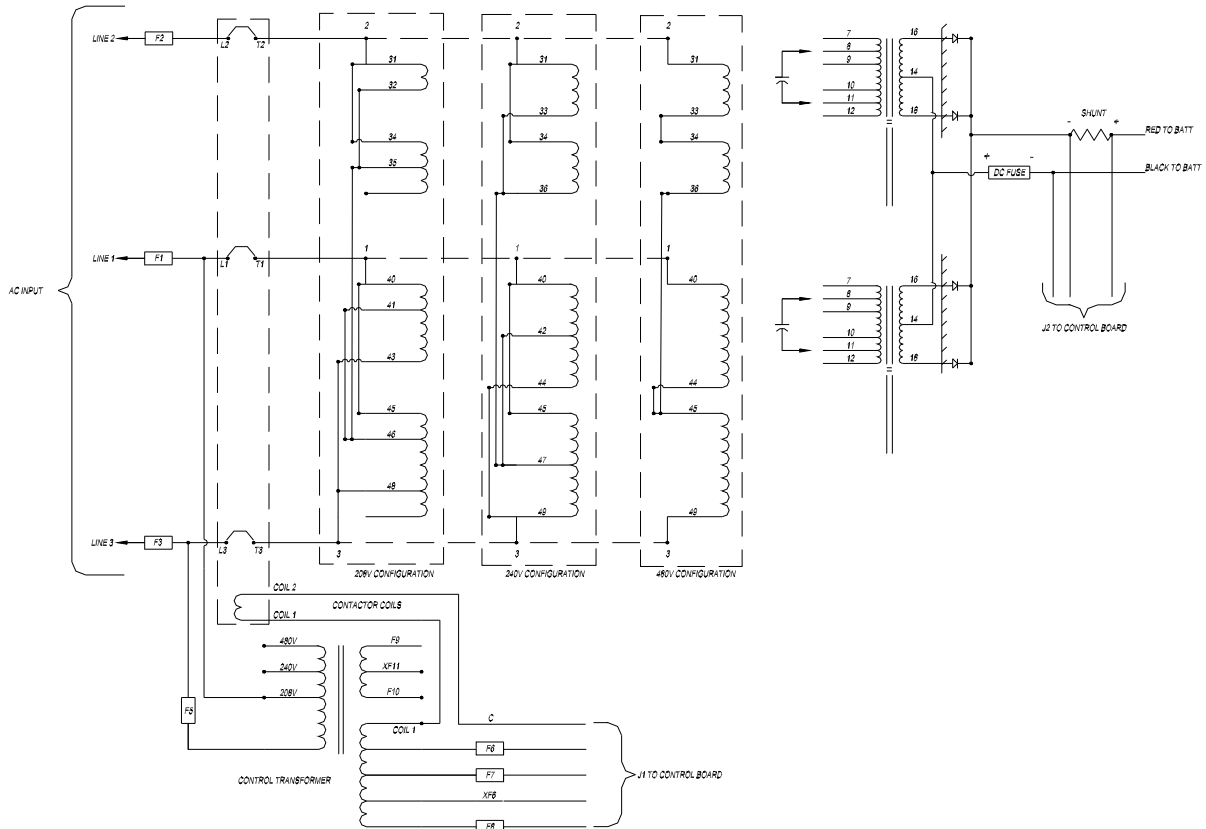 LINE 2
F2
L2
T2
2
2
2
31
32
34
35
31
33
34
36
31
33
34
36
7
8
9
10
11
12
16
14
18
SHUNT
-
+
RED TO BATT
+
-
DC FUSE
BLACK TO BATT
AC INPUT
LINE 1
F1
L1
T1
1
1
1
40
41
43
45
46
48
40
42
44
45
47
49
40
44
45
49
7
8
9
10
11
12
16
14
18
J2 TO CONTROL BOARD
LINE 3
F3
L3
T3
3
3
3
208V CONFIGURATION
240V CONFIGURATION
480V CONFIGURATION
COIL 2
COIL 1
CONTACTOR COILS
480V
240V
208V
F9
XF11
F10
F5
COIL 1
C
F6
F7
XF6
F8
CONTROL TRANSFORMER
J1 TO CONTROL BOARD